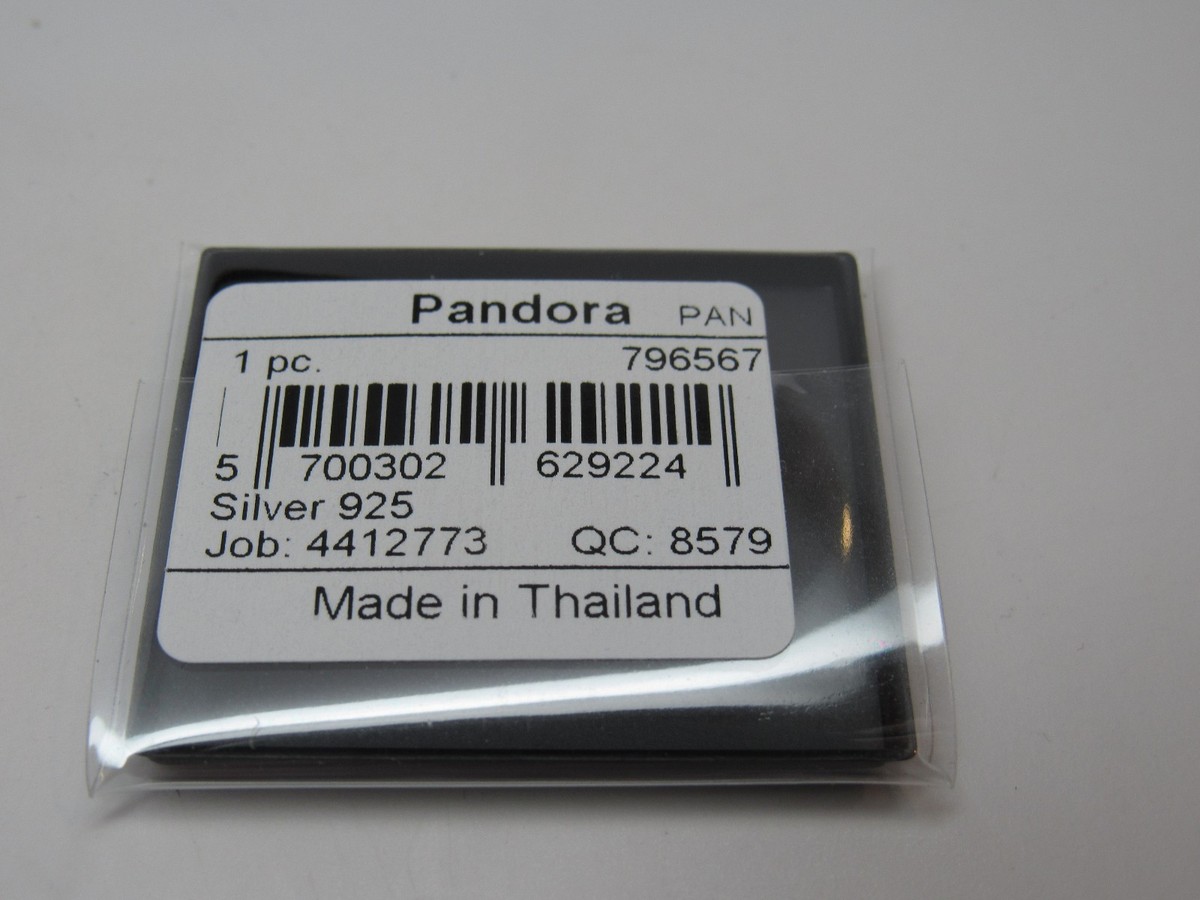 Pandora PAN
1 pc. 796567
5 700302 629224
Silver 925
Job: 4412773 QC: 8579
Made in Thailand